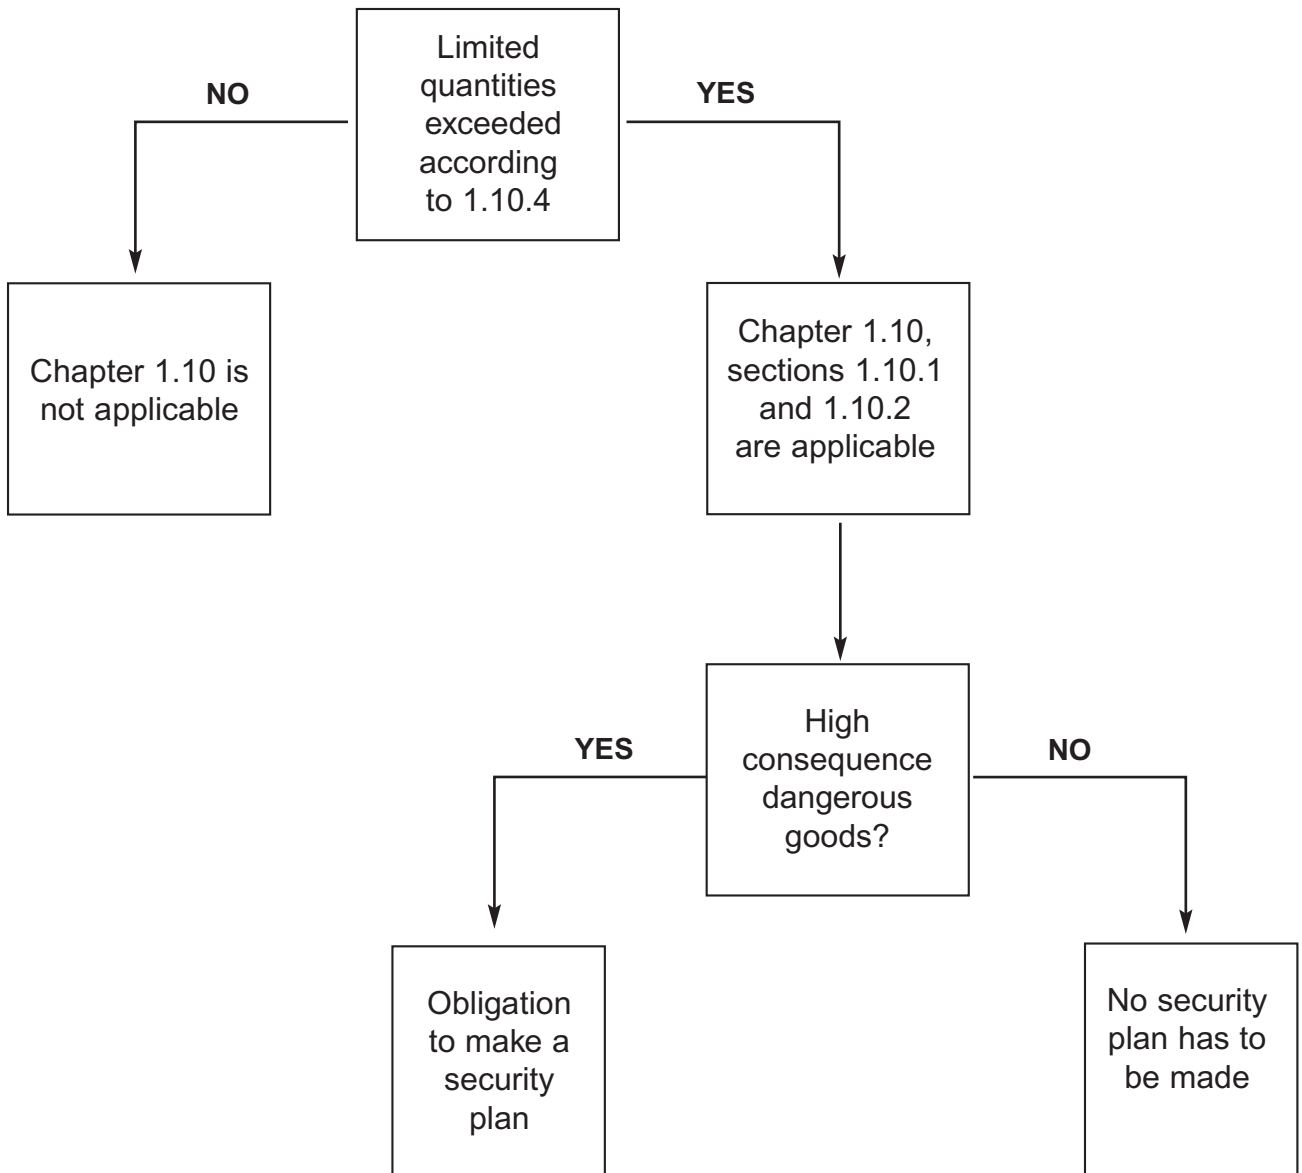 Limited
quantities
exceeded
according
to 1.10.4
NO
YES
Chapter 1.10 is
not applicable
Chapter 1.10,
sections 1.10.1
and 1.10.2
are applicable
High
consequence
dangerous
goods?
YES
NO
Obligation
to make a
security
plan
No security
plan has to
be made